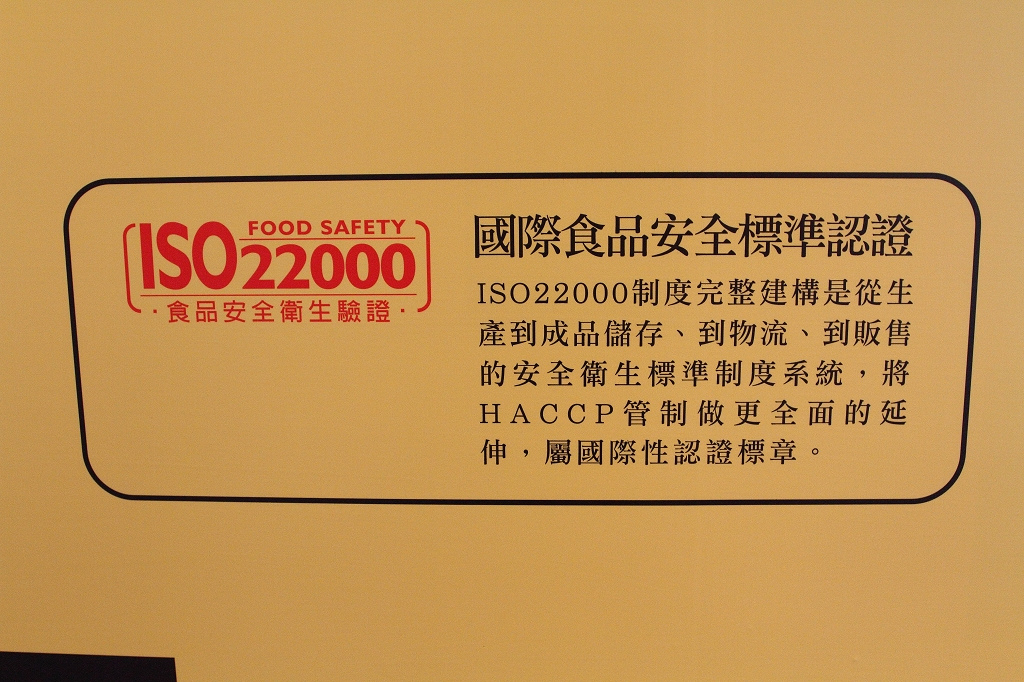 FOOD SAFETY
ISO 22000
·食品安全衛生驗證·
國際食品安全標準認證
ISO22000制度完整建構是從生
產到成品儲存、到物流、到販售
的安全衛生標準制度系統，將
HACCP管制做更全面的延
伸，屬國際性認證標章。